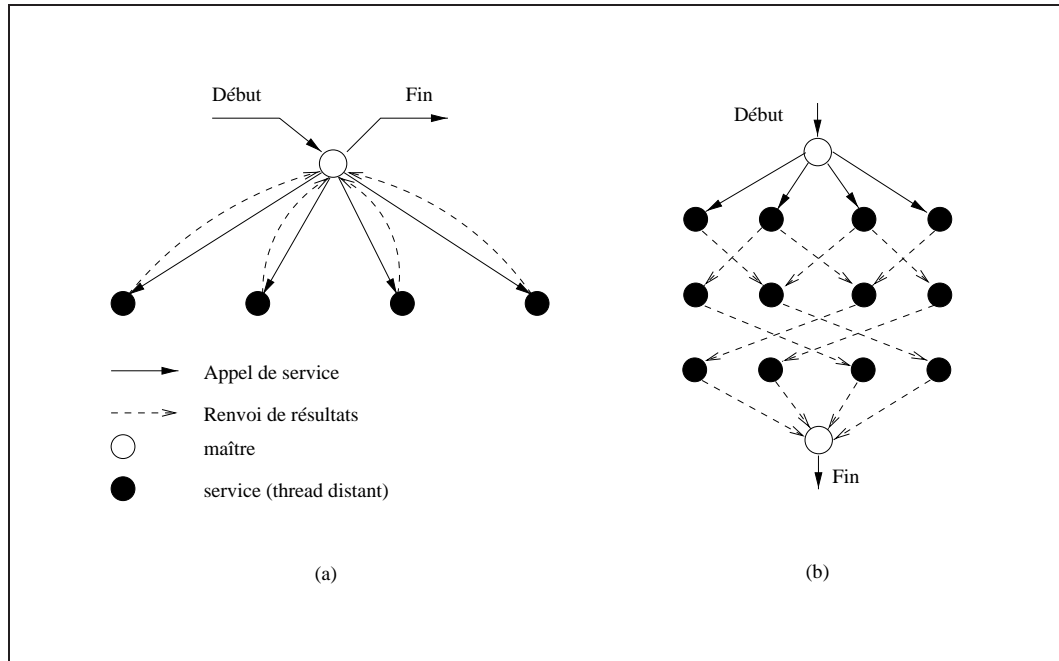 Début
Fin
Appel de service
Renvoi de résultats
maître
service (thread distant)
(a)
Début
Fin
(b)